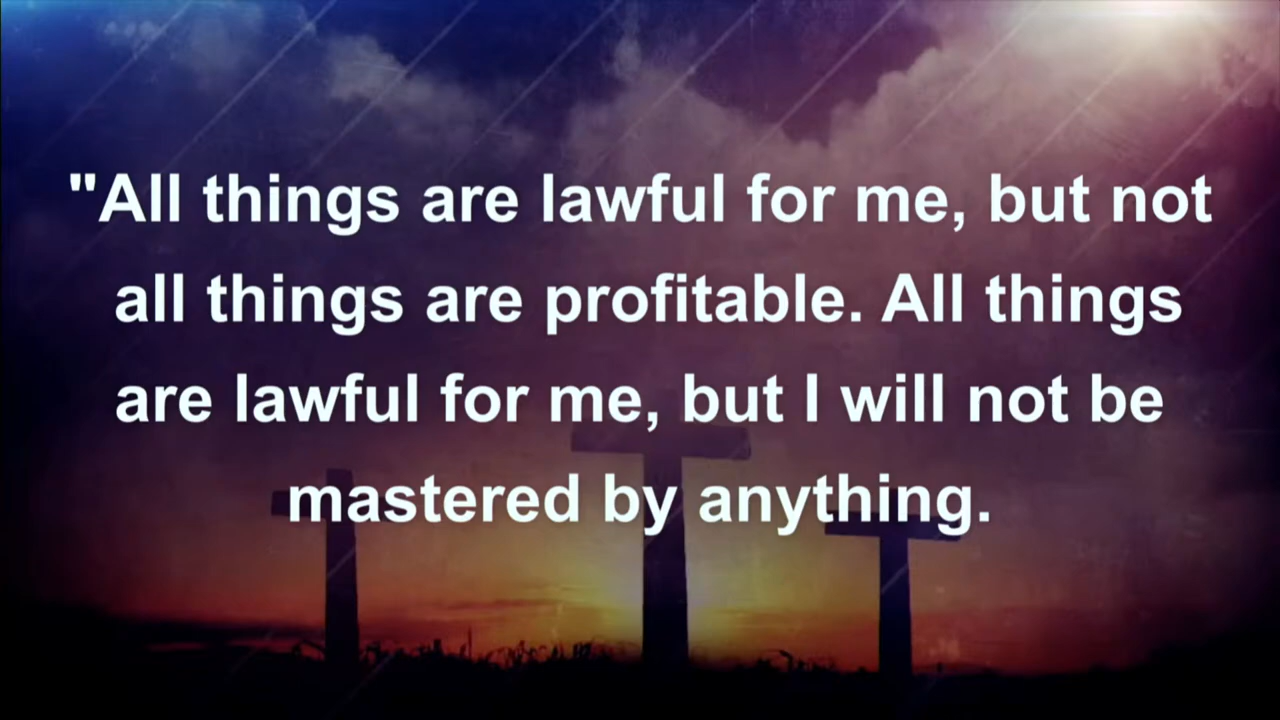 "All things are lawful for me, but not
all things are profitable. All things
are lawful for me, but I will not be
mastered by anything.